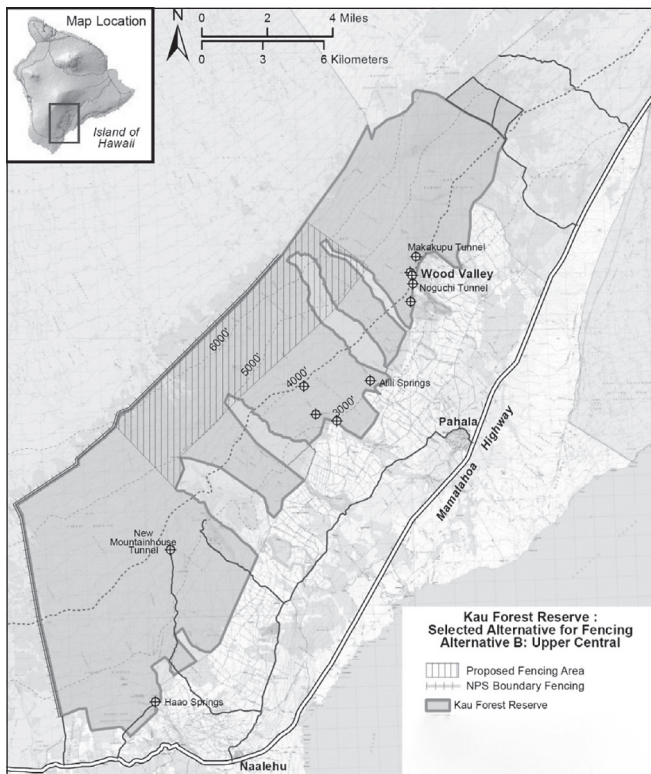 Map Location
Island of
Hawaii
N
0 2 4 Miles
0 3 6 Kilometers
Makakupu Tunnel
Wood Valley
Noguchi Tunnel
6000'
5000'
4000'
Alili Springs
3000'
Pahala
Mamalahoa Highway
New
Mountainhouse
Tunnel
Haao Springs
Naalehu
Kau Forest Reserve :
Selected Alternative for Fencing
Alternative B: Upper Central
Proposed Fencing Area
NPS Boundary Fencing
Kau Forest Reserve